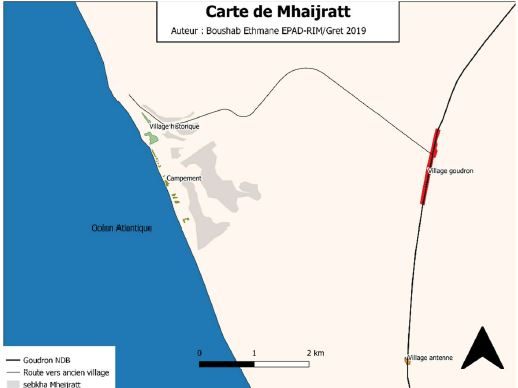 Carte de Mhaijratt
Auteur : Boushab Ethmane EPAD-RIM/Gret 2019
Village historique
Village goudron
Campement
Océan Atlantique
Village antenne
Goudron NDB
Route vers ancien village
sebkha Mheijratt
0 1 2 km